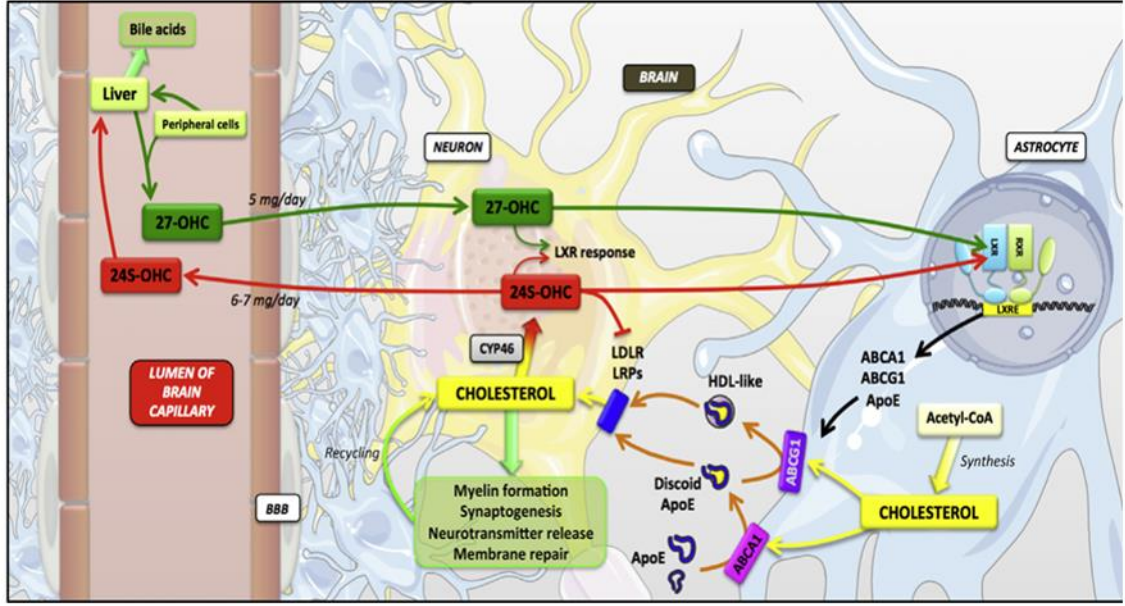 Bile acids
Liver
Peripheral cells
27-OHC
24S-OHC
5 mg/day
6-7 mg/day
LUMEN OF
BRAIN
CAPILLARY
BBB
NEURON
BRAIN
27-OHC
LXR response
24S-OHC
CYP46
CHOLESTEROL
LDLR
LRPs
Recycling
Myelin formation
Synaptogenesis
Neurotransmitter release
Membrane repair
HDL-like
Discoid
ApoE
ApoE
ABCG1
ABCA1
ASTROCYTE
LXR
RXR
LXRE
ABCA1
ABCG1
ApoE
Acetyl-CoA
Synthesis
CHOLESTEROL